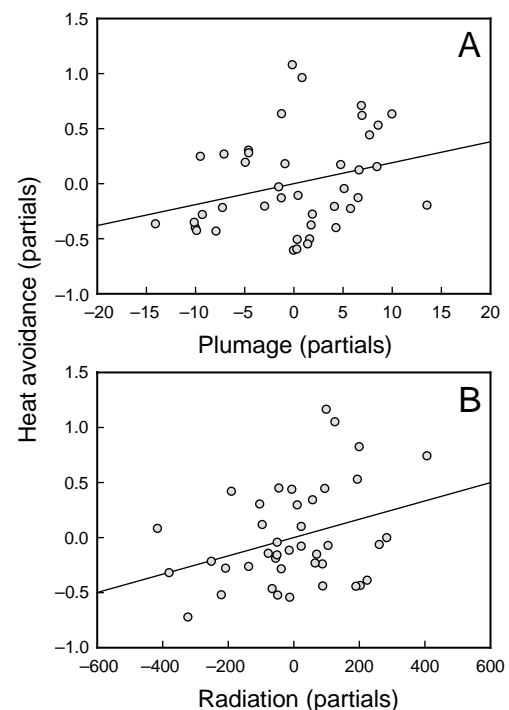 A
1.5
1.0
0.5
0.0
–0.5
–1.0
–20 –15 –10 –5 0 5 10 15 20
Plumage (partials)
Heat avoidance (partials)
B
1.5
1.0
0.5
0.0
–0.5
–1.0
–600 –400 –200 0 200 400 600
Radiation (partials)